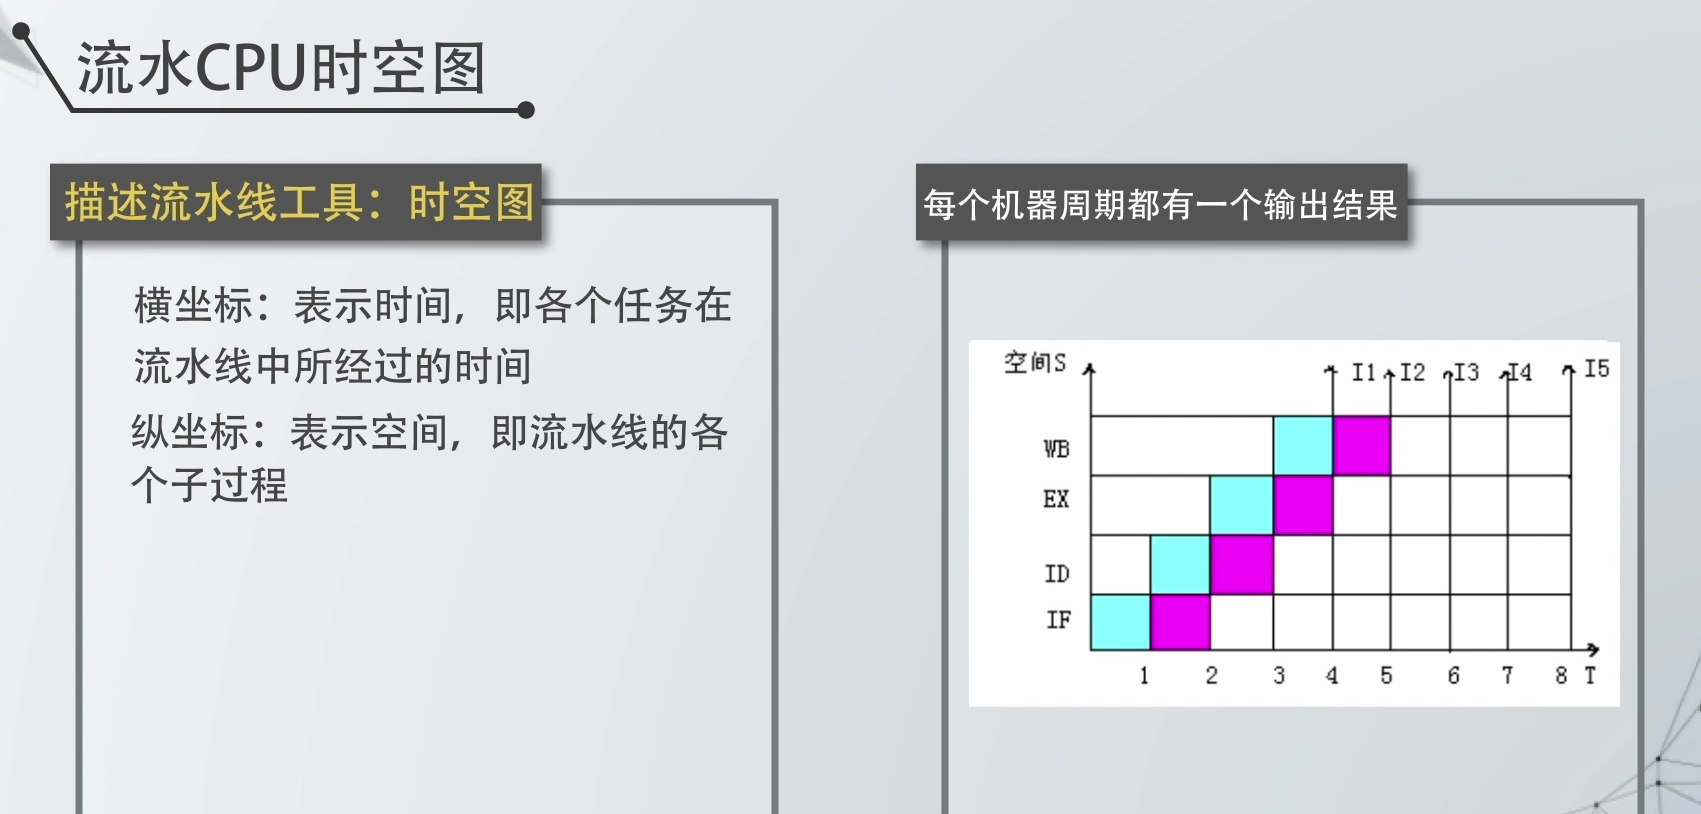 流水CPU时空图
描述流水线工具：时空图
横坐标：表示时间，即各个任务在
流水线中所经过的时间
纵坐标：表示空间，即流水线的各
个子过程
每个机器周期都有一个输出结果
空间S
I1 I2 I3 I4 I5
WB
EX
ID
IF
1 2 3 4 5 6 7 8 T